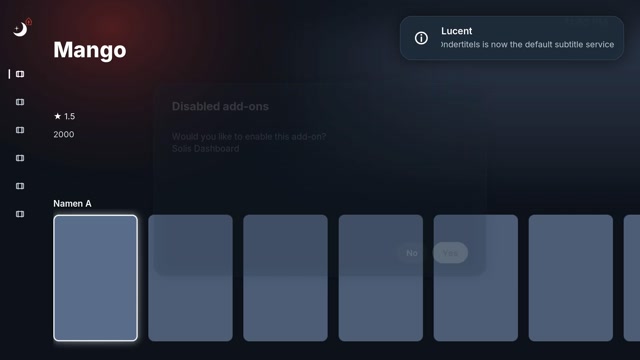 Lucent
Ondertitels is now the default subtitle service
Mango
Disabled add-ons
★ 1.5
2000
Would you like to enable this add-on?
Solis Dashboard
Namen A
No
Yes